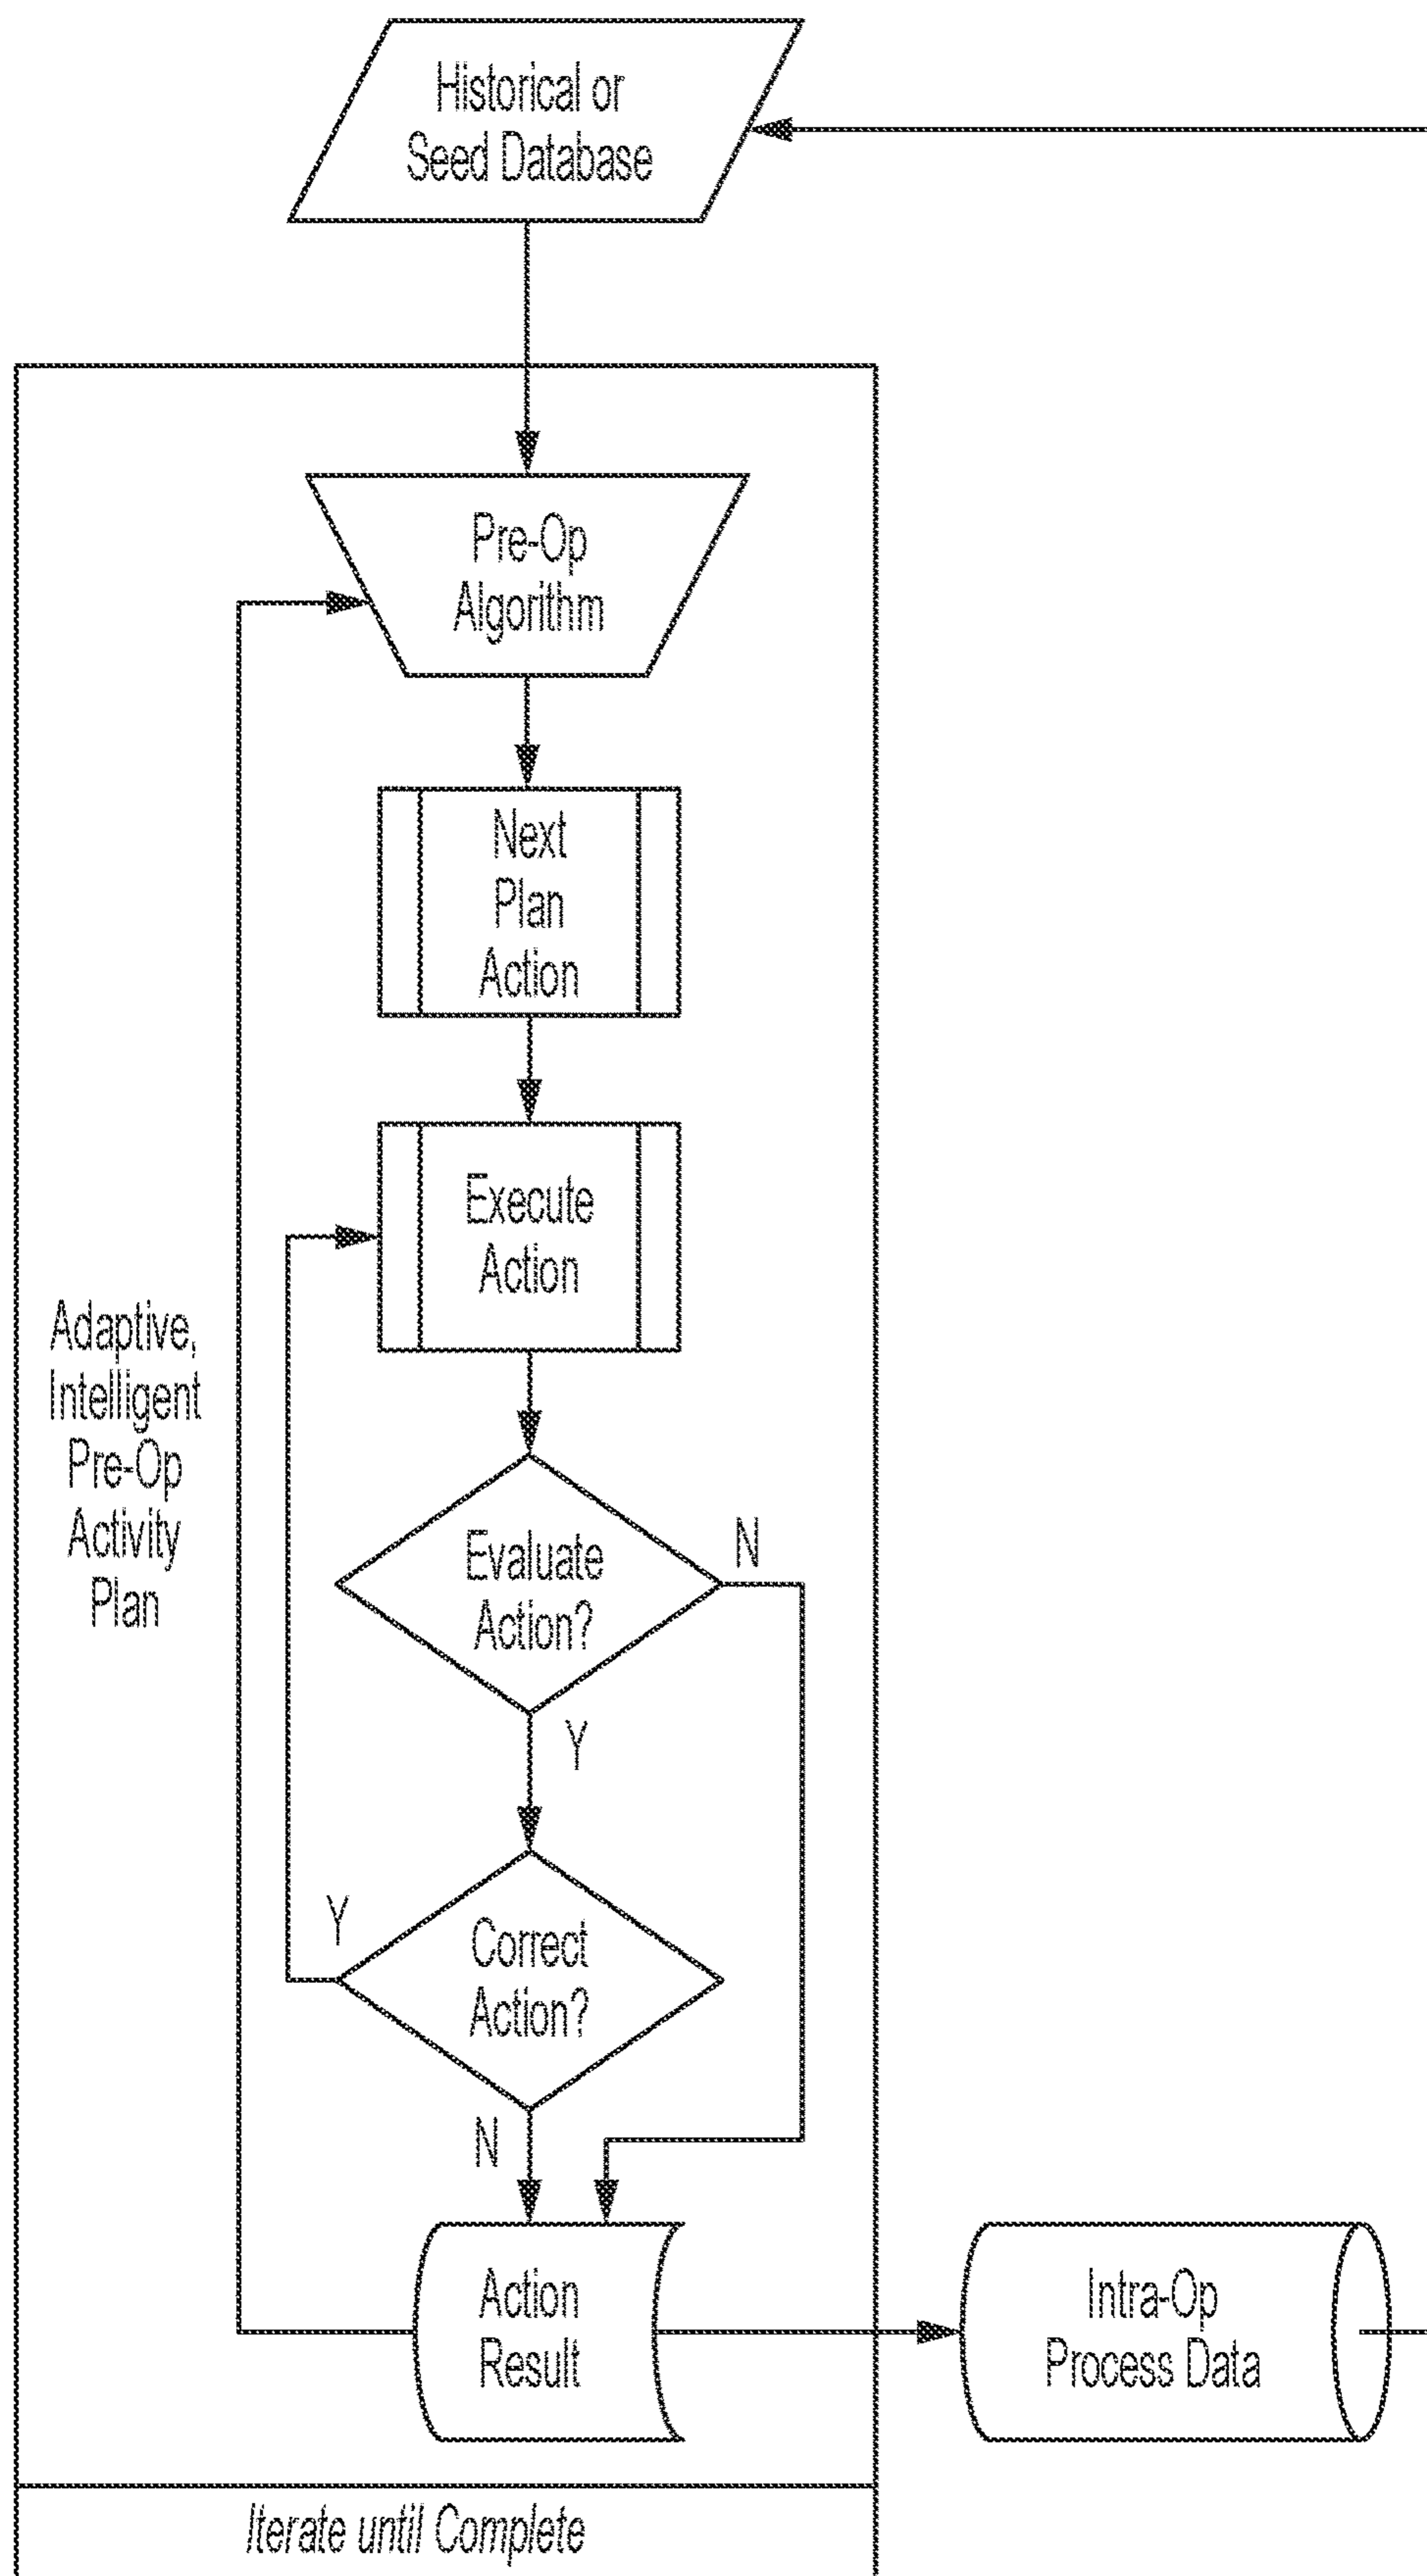 Historical or
Seed Database
Pre-Op
Algorithm
Next
Plan
Action
Execute
Action
Adaptive,
Intelligent
Pre-Op
Activity
Plan
Evaluate
Action?
N
Y
Y
Correct
Action?
N
Action
Result
Intra-Op
Process Data
Iterate until Complete